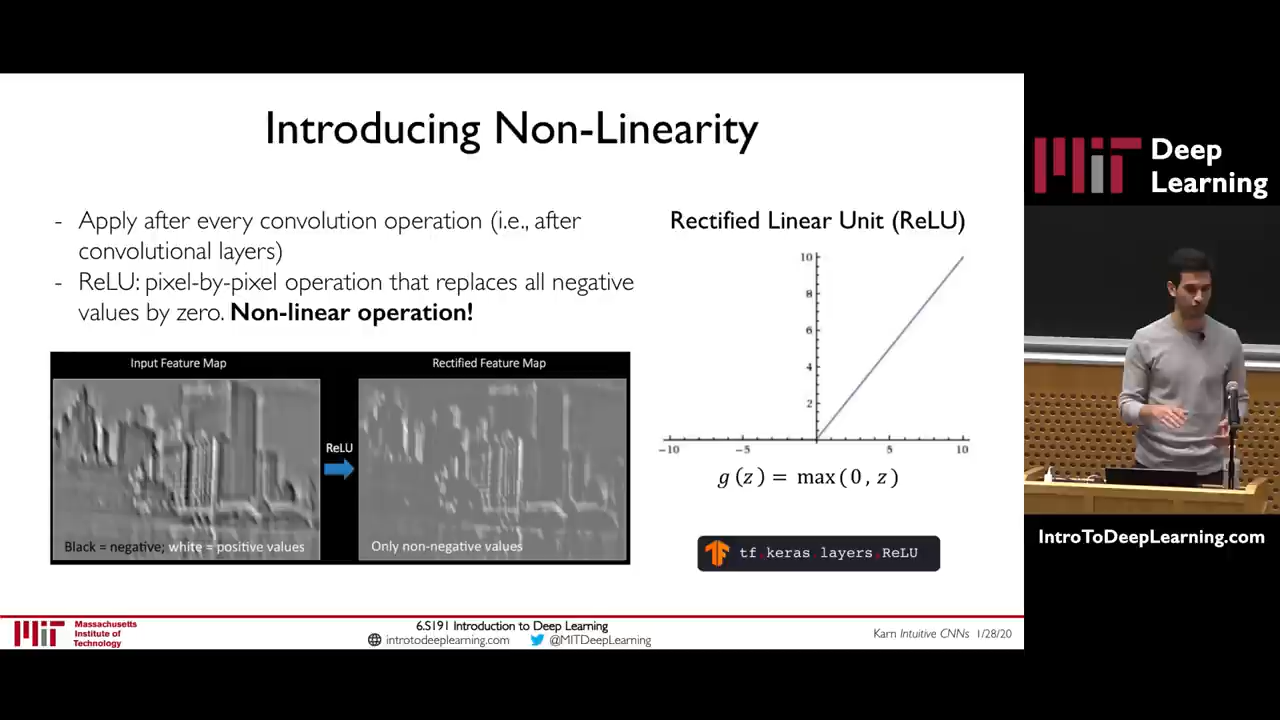 Introducing Non-Linearity
- Apply after every convolution operation (i.e., after
convolutional layers)
- ReLU: pixel-by-pixel operation that replaces all negative
values by zero. Non-linear operation!
Input Feature Map
Rectified Feature Map
ReLU
Black = negative; white = positive values
Only non-negative values
Rectified Linear Unit (ReLU)
10
8
6
4
2
-10
-5
5
10
g(z) = max(0, z)
tf.keras.layers.ReLU
Massachusetts
Institute of
Technology
6.S191 Introduction to Deep Learning
introtodeeplearning.com @MITDeepLearning
Karn Intuitive CNNs 1/28/20
MIT Deep
Learning
IntroToDeepLearning.com